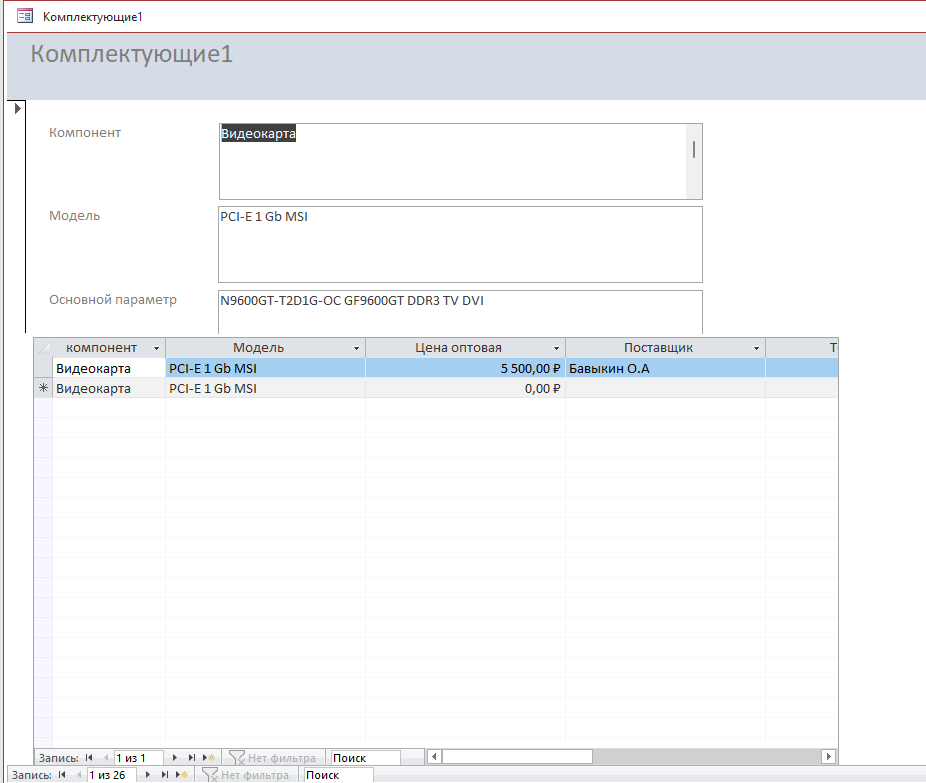 Комплектующие1
Комплектующие1
Компонент
Видеокарта
Модель
PCI-E 1 Gb MSI
Основной параметр
N9600GT-T2D1G-OC GF9600GT DDR3 TV DVI
компонент Модель Цена оптовая Поставщик Т
Видеокарта PCI-E 1 Gb MSI 5 500,00 ₽ Бавыкин О.А
Видеокарта PCI-E 1 Gb MSI 0,00 ₽
Запись: 1 из 1 Нет фильтра Поиск
Запись: 1 из 26 Нет фильтра Поиск